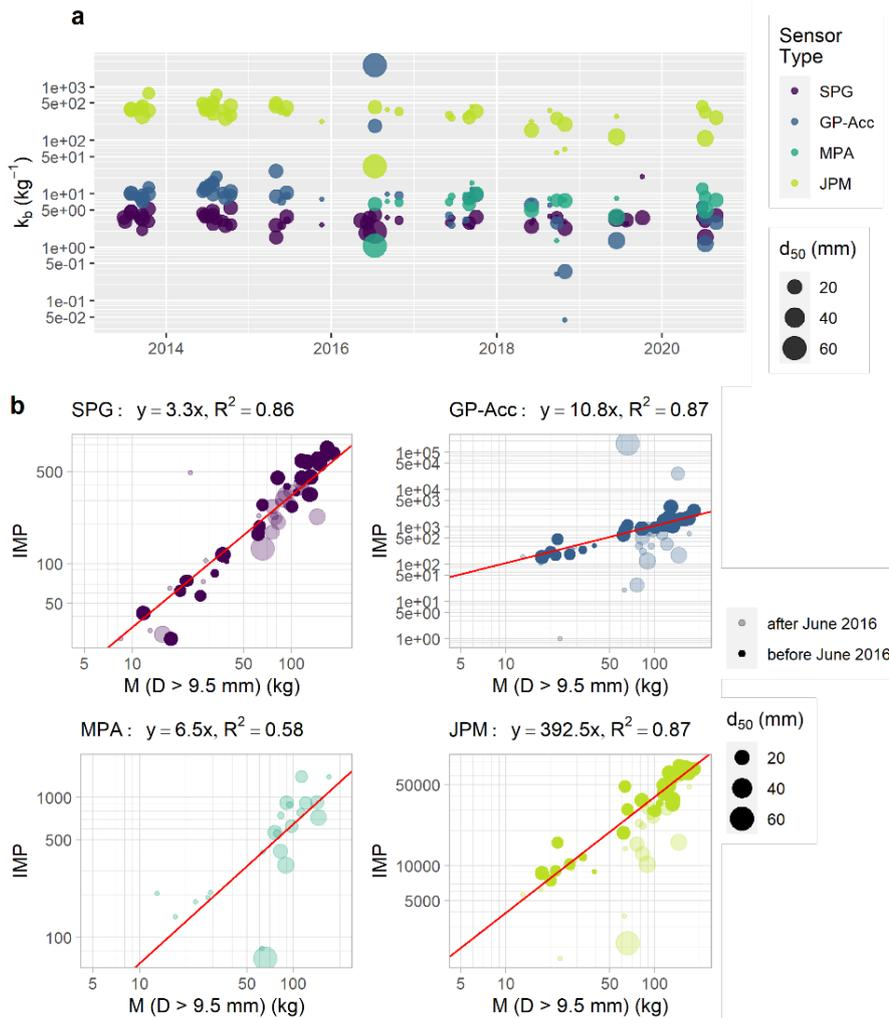 a
1e+03
5e+02
1e+02
5e+01
1e+01
5e+00
1e+00
5e-01
1e-01
5e-02
k_b (kg⁻¹)
2014 2016 2018 2020
Sensor
Type
SPG
GP-Acc
MPA
JPM
d₅₀ (mm)
20
40
60
b
SPG : y = 3.3x, R² = 0.86
500
100
50
IMP
5 10 50 100
M (D > 9.5 mm) (kg)
GP-Acc : y = 10.8x, R² = 0.87
1e+05
5e+04
1e+04
5e+03
1e+03
5e+02
1e+02
5e+01
1e+01
5e+00
1e+00
IMP
5 10 50 100
M (D > 9.5 mm) (kg)
after June 2016
before June 2016
MPA : y = 6.5x, R² = 0.58
1000
500
100
IMP
5 10 50 100
M (D > 9.5 mm) (kg)
JPM : y = 392.5x, R² = 0.87
50000
10000
5000
IMP
5 10 50 100
M (D > 9.5 mm) (kg)
d₅₀ (mm)
20
40
60